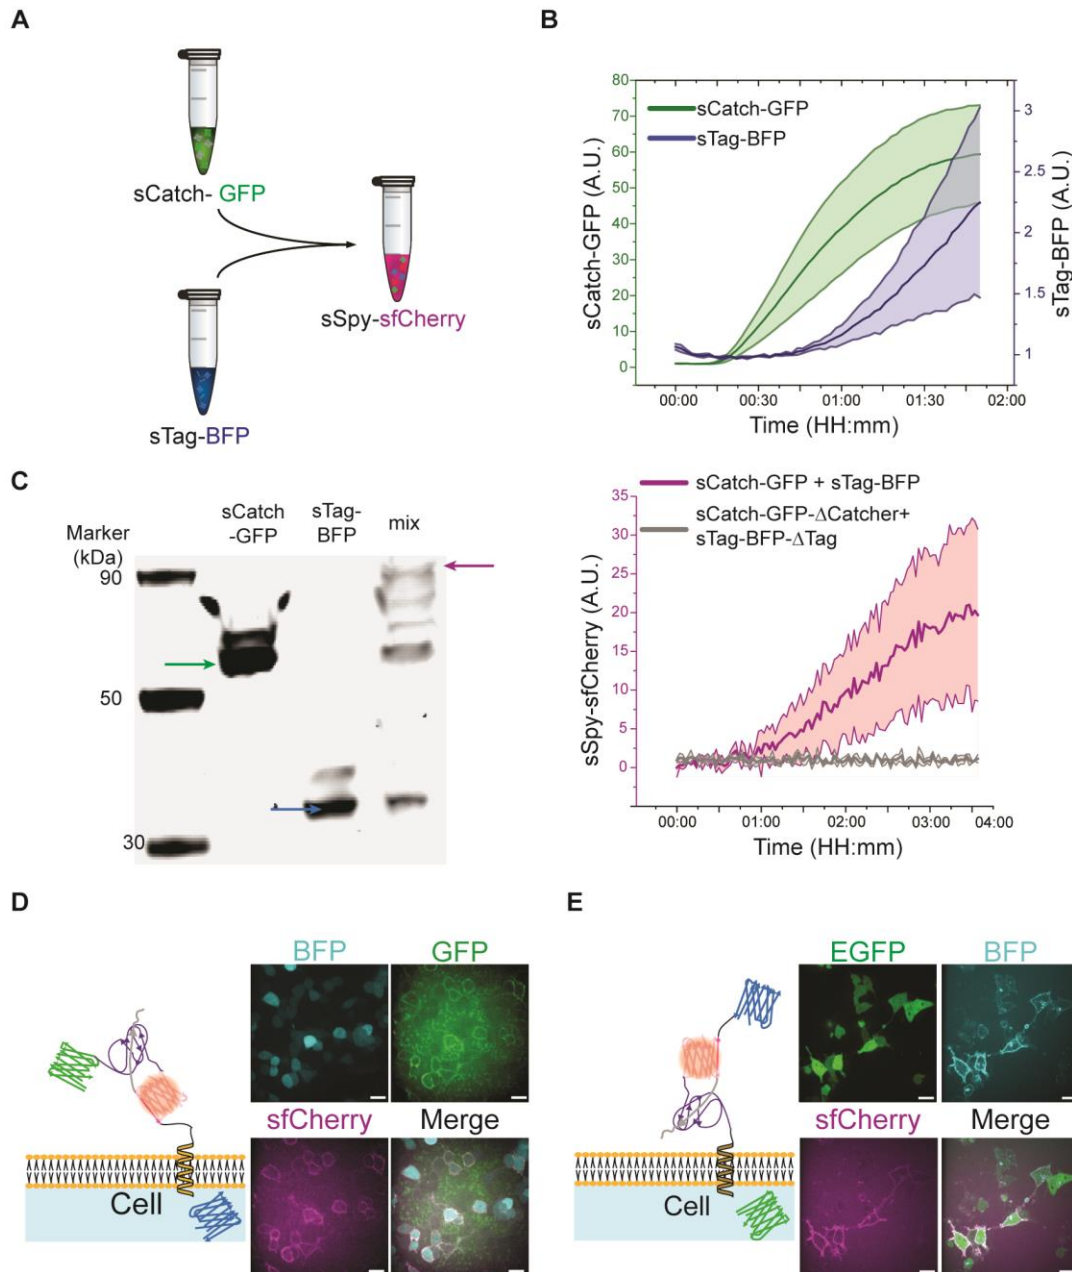 A
sCatch- GFP
sTag-BFP
sSpy-sfCherry
B
sCatch-GFP
sTag-BFP
sCatch-GFP (A.U.)
80
70
60
50
40
30
20
10
0
3
2.5
2
1.5
1
sTag-BFP (A.U.)
00:00 00:30 01:00 01:30 02:00
Time (HH:mm)
sCatch-GFP + sTag-BFP
sCatch-GFP-ΔCatcher+
sTag-BFP-ΔTag
sSpy-sfCherry (A.U.)
35
30
25
20
15
10
5
0
00:00 01:00 02:00 03:00 04:00
Time (HH:mm)
C
Marker
(kDa)
sCatch
-GFP
sTag-
BFP
mix
90
50
30
D
BFP GFP
sfCherry Merge
Cell
E
EGFP BFP
sfCherry Merge
Cell